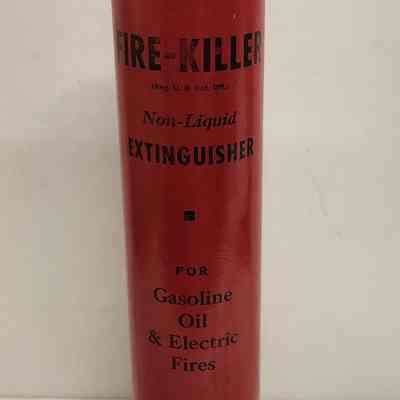 FIRE-KILLER
(Reg. U. S. Pat. Off.)
Non-Liquid
EXTINGUISHER
FOR
Gasoline
Oil
& Electric
Fires